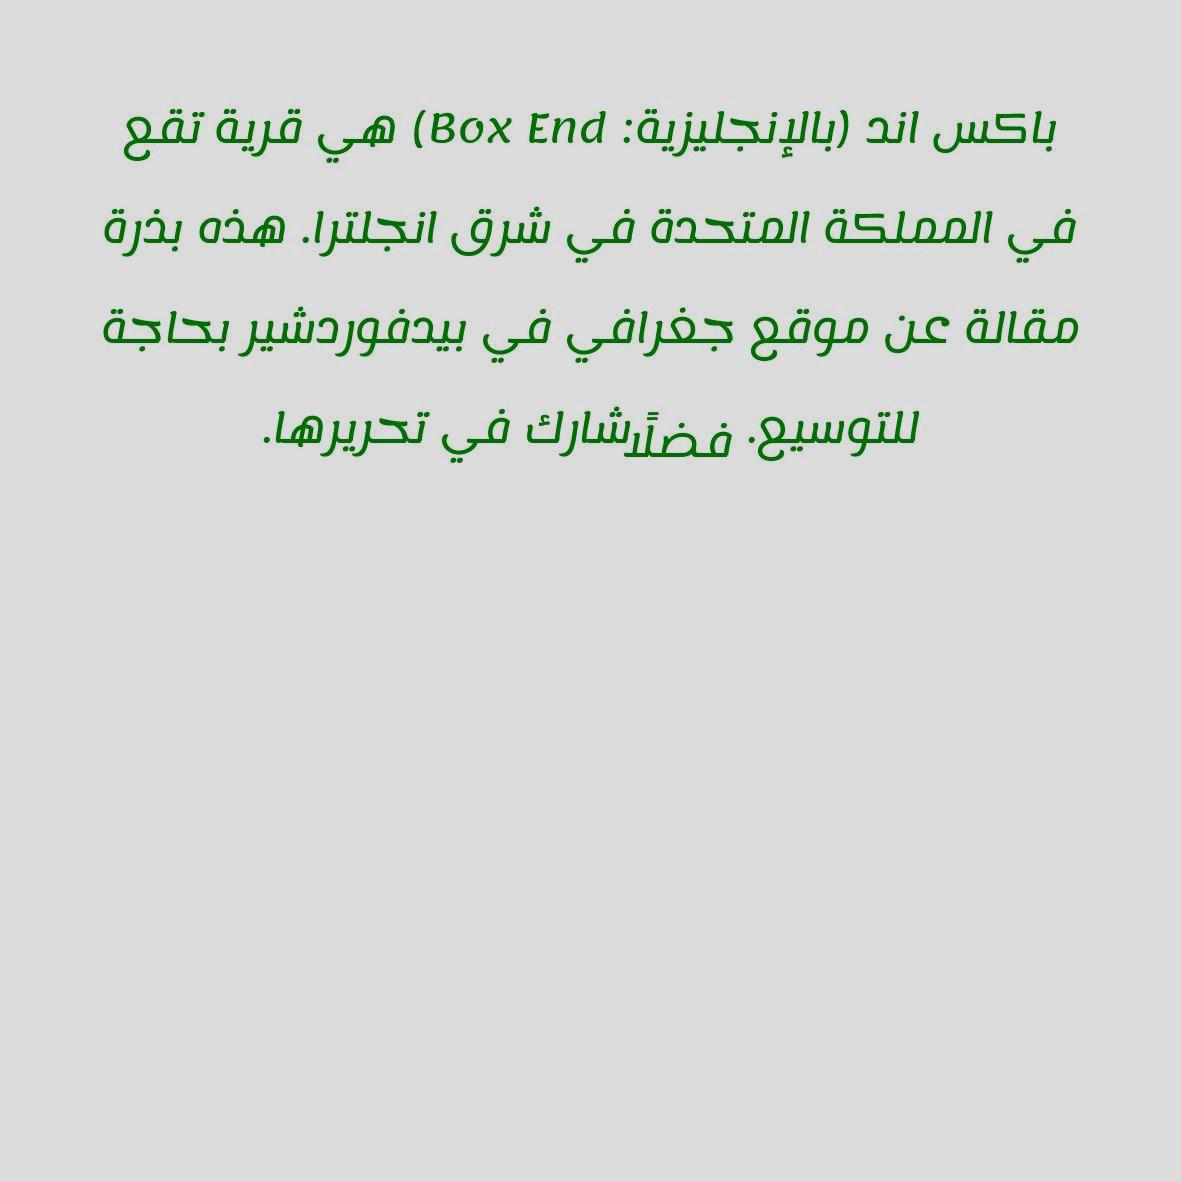 باكس اند (بالإنجليزية: Box End) هي قرية تقع
في المملكة المتحدة في شرق انجلترا. هذه بذرة
مقالة عن موقع جغرافي في بيدفوردشير بحاجة
للتوسيع. فضلًا شارك في تحريرها.